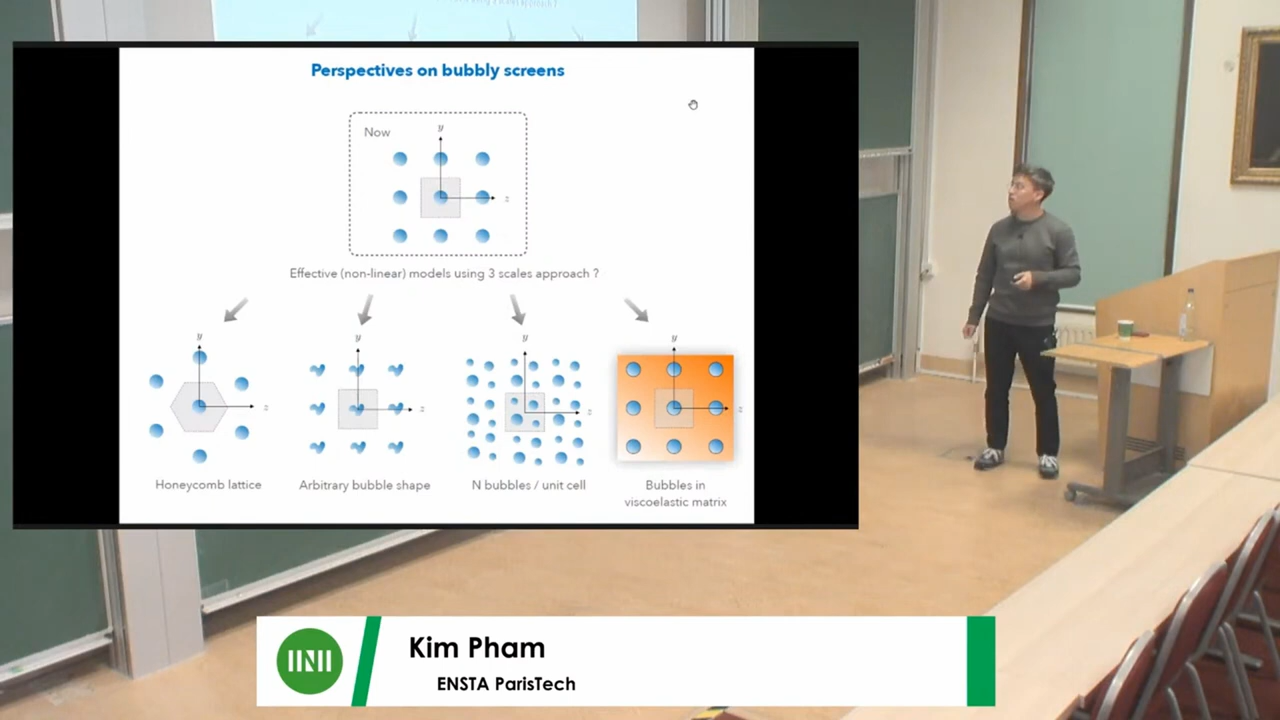 Perspectives on bubbly screens
Now
y
z
Effective (non-linear) models using 3 scales approach ?
y
z
y
z
y
z
y
z
Honeycomb lattice
Arbitrary bubble shape
N bubbles / unit cell
Bubbles in
viscoelastic matrix
Kim Pham
ENSTA ParisTech